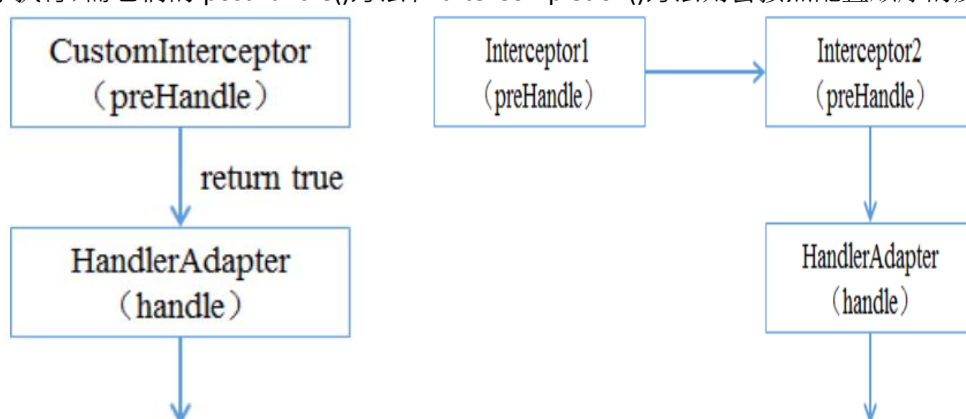 CustomInterceptor
（preHandle）
return true
HandlerAdapter
（handle）
Interceptor1
（preHandle）
Interceptor2
（preHandle）
HandlerAdapter
（handle）